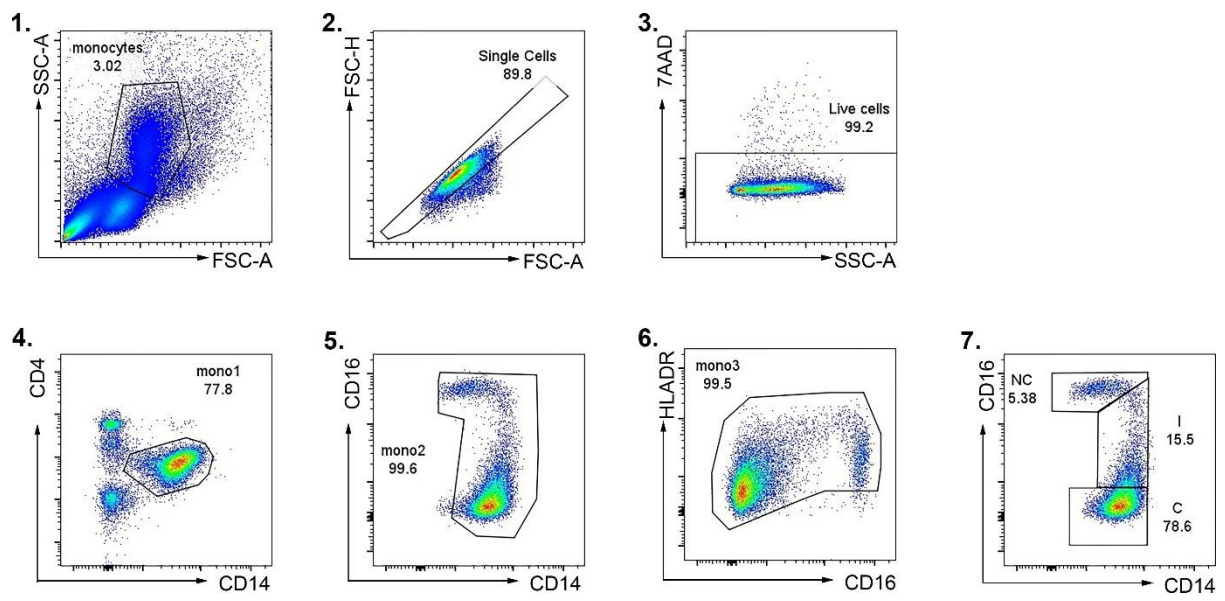 1.
SSC-A
monocytes
3.02
FSC-A
2.
FSC-H
Single Cells
89.8
FSC-A
3.
7AAD
Live cells
99.2
SSC-A
4.
CD4
mono1
77.8
CD14
5.
CD16
mono2
99.6
CD14
6.
HLADR
mono3
99.5
CD16
7.
CD16
NC
5.38
I
15.5
C
78.6
CD14